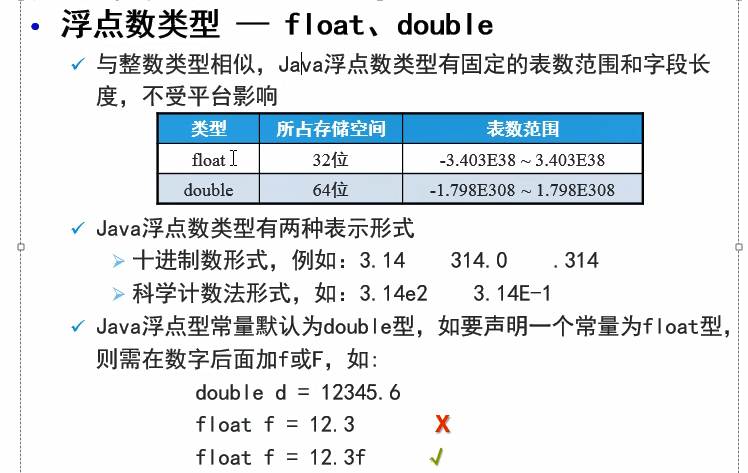 • 浮点数类型 — float、double
✓ 与整数类型相似，Java浮点数类型有固定的表数范围和字段长
度，不受平台影响
类型 所占存储空间 表数范围
float 32位 -3.403E38 ~ 3.403E38
double 64位 -1.798E308 ~ 1.798E308
✓ Java浮点数类型有两种表示形式
➢ 十进制数形式，例如：3.14 314.0 .314
➢ 科学计数法形式，如：3.14e2 3.14E-1
✓ Java浮点型常量默认为double型，如要声明一个常量为float型，
则需在数字后面加f或F，如：
double d = 12345.6
float f = 12.3 X
float f = 12.3f √